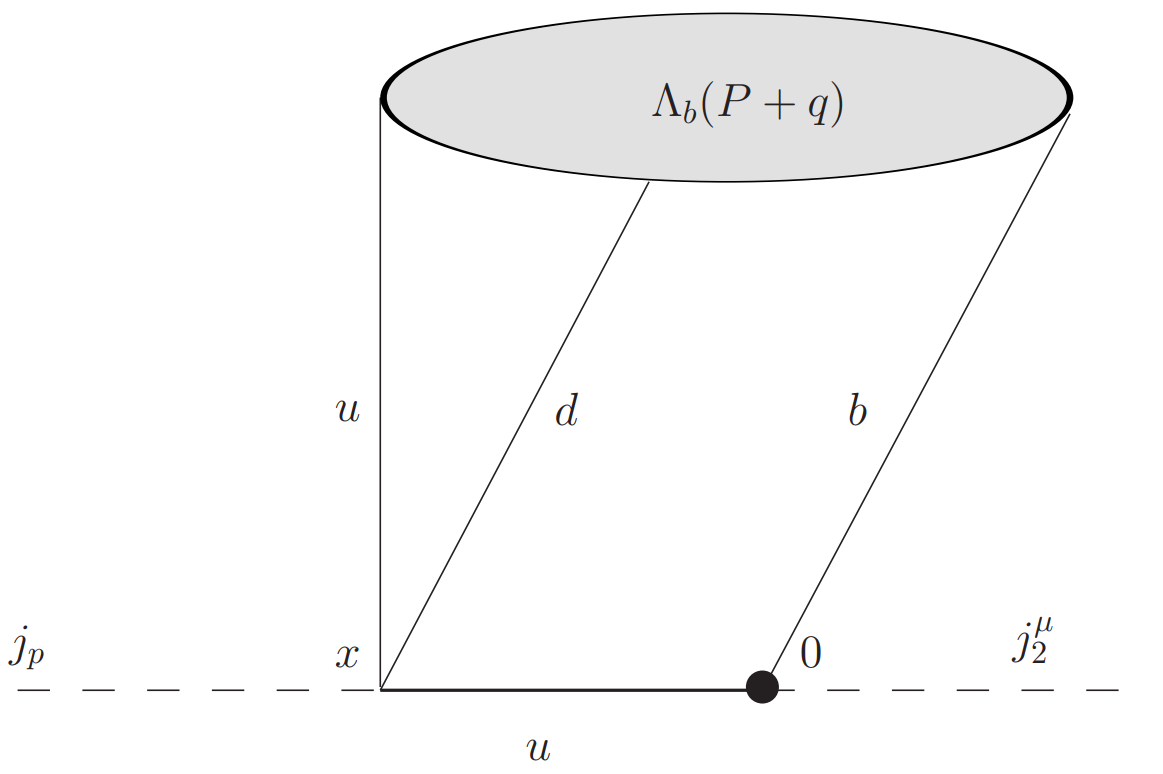 Λ_b(P + q)
u d b
j_p x 0 j_2^μ
u